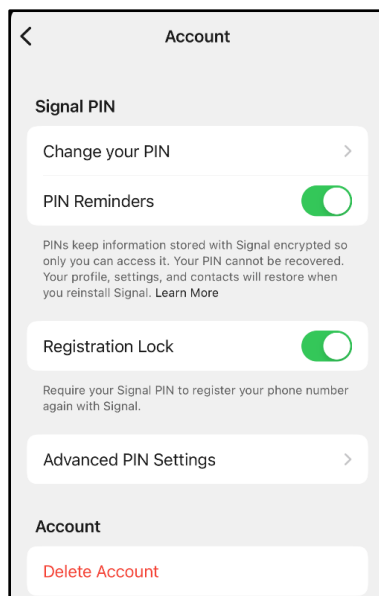 Account
Signal PIN
Change your PIN
PIN Reminders
PINs keep information stored with Signal encrypted so
only you can access it. Your PIN cannot be recovered.
Your profile, settings, and contacts will restore when
you reinstall Signal. Learn More
Registration Lock
Require your Signal PIN to register your phone number
again with Signal.
Advanced PIN Settings
Account
Delete Account